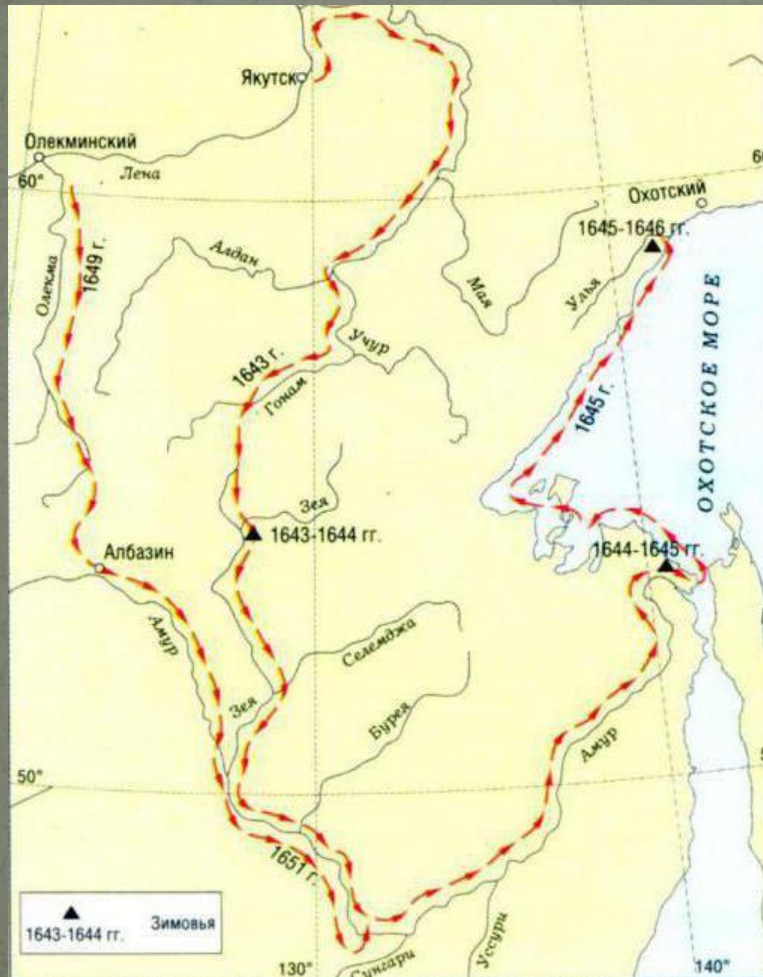 Якутск
Олекминский
Лена
60°
60
Охотский
1645-1646 гг.
Алдан
Мая
Улья
Олекма
1649 г.
Учур
1643 г.
Гонам
1645 г.
ОХОТСКОЕ МОРЕ
Зея
1643-1644 гг.
1644-1645 гг.
Албазин
Амур
Селемджа
Зея
Бурея
Амур
50°
1651 г.
Зимовья
1643-1644 гг.
Уссури
Сунгари
130°
140°